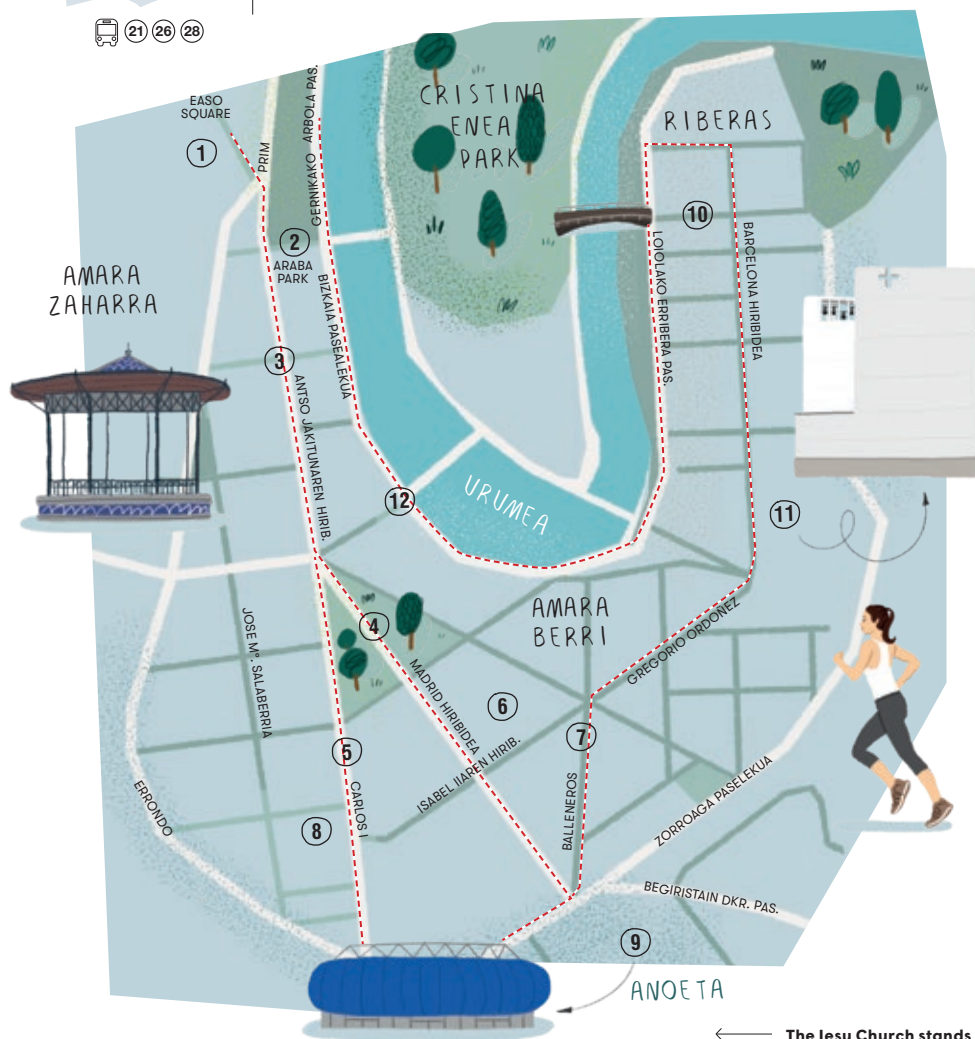 21 26 28
EASO
SQUARE
1
PRIM
GERNIKAKO ARBOLA PAS.
CRISTINA
ENEA
PARK
RIBERAS
10
2
ARABA
PARK
AMARA
ZAHARRA
BIZKAIA PASEALEKUA
LOIOLAKO ERRIBERA PAS.
BARCELONA HIRIBIDEA
3
ANTSO JAKITUNAREN HIRIB.
12
URUMEA
11
AMARA
BERRI
4
JOSE Mª. SALABERRIA
MADRID HIRIBIDEA
GREGORIO ORDOÑEZ
6
5
7
ISABEL IIAREN HIRIB.
CARLOS I
8
ERRONDO
BALLENEROS
ZORROAGA PASELEKUA
BEGIRISTAIN DKR. PAS.
9
ANOETA
The Iesu Church stands